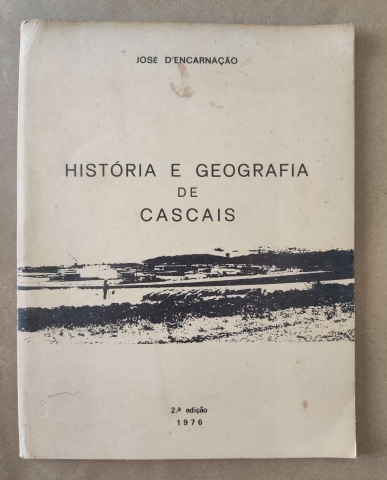 JOSÉ D'ENCARNAÇÃO
HISTÓRIA E GEOGRAFIA
DE
CASCAIS
2.ª edição
1976